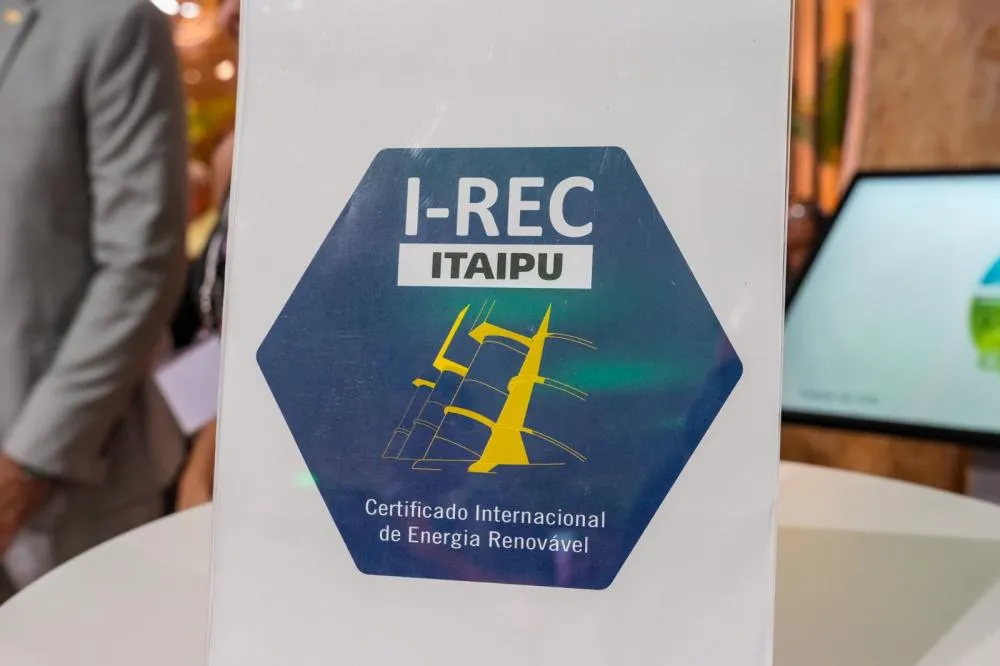 I-REC
ITAIPU
Certificado Internacional
de Energia Renovável